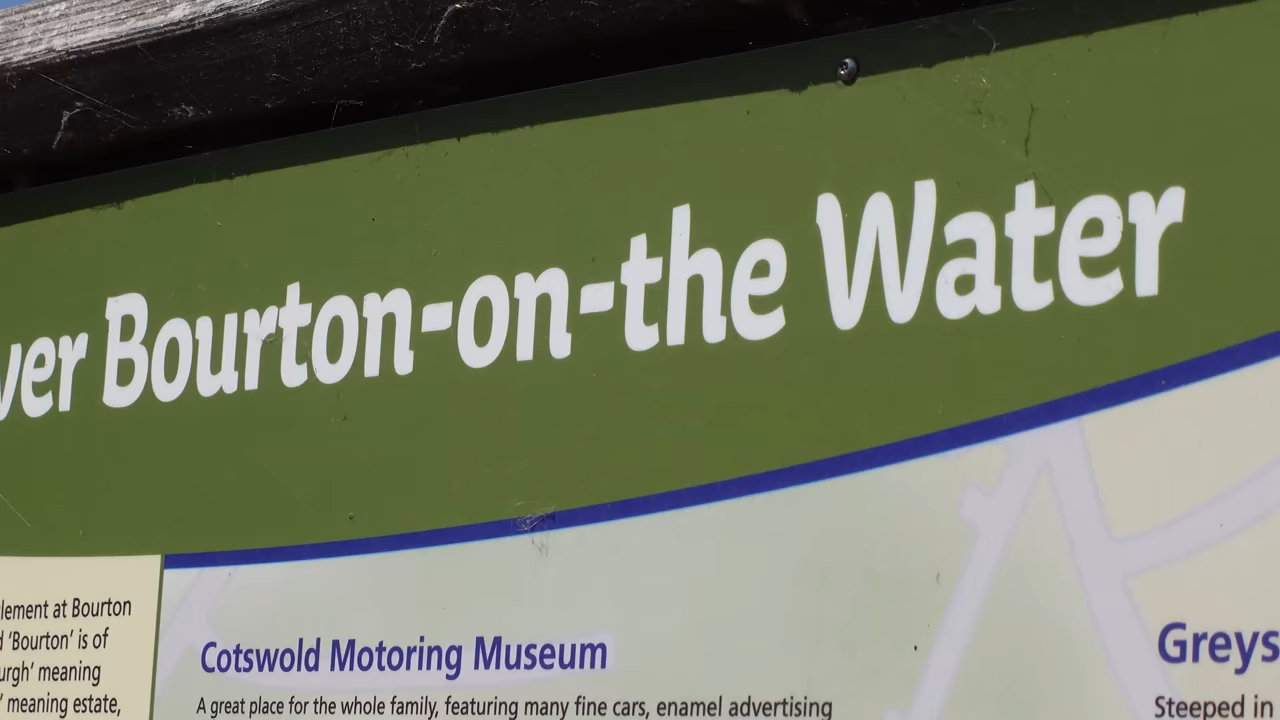 ver Bourton-on-the Water
lement at Bourton
d 'Bourton' is of
urgh' meaning
' meaning estate,
Cotswold Motoring Museum
A great place for the whole family, featuring many fine cars, enamel advertising
Greys
Steeped in